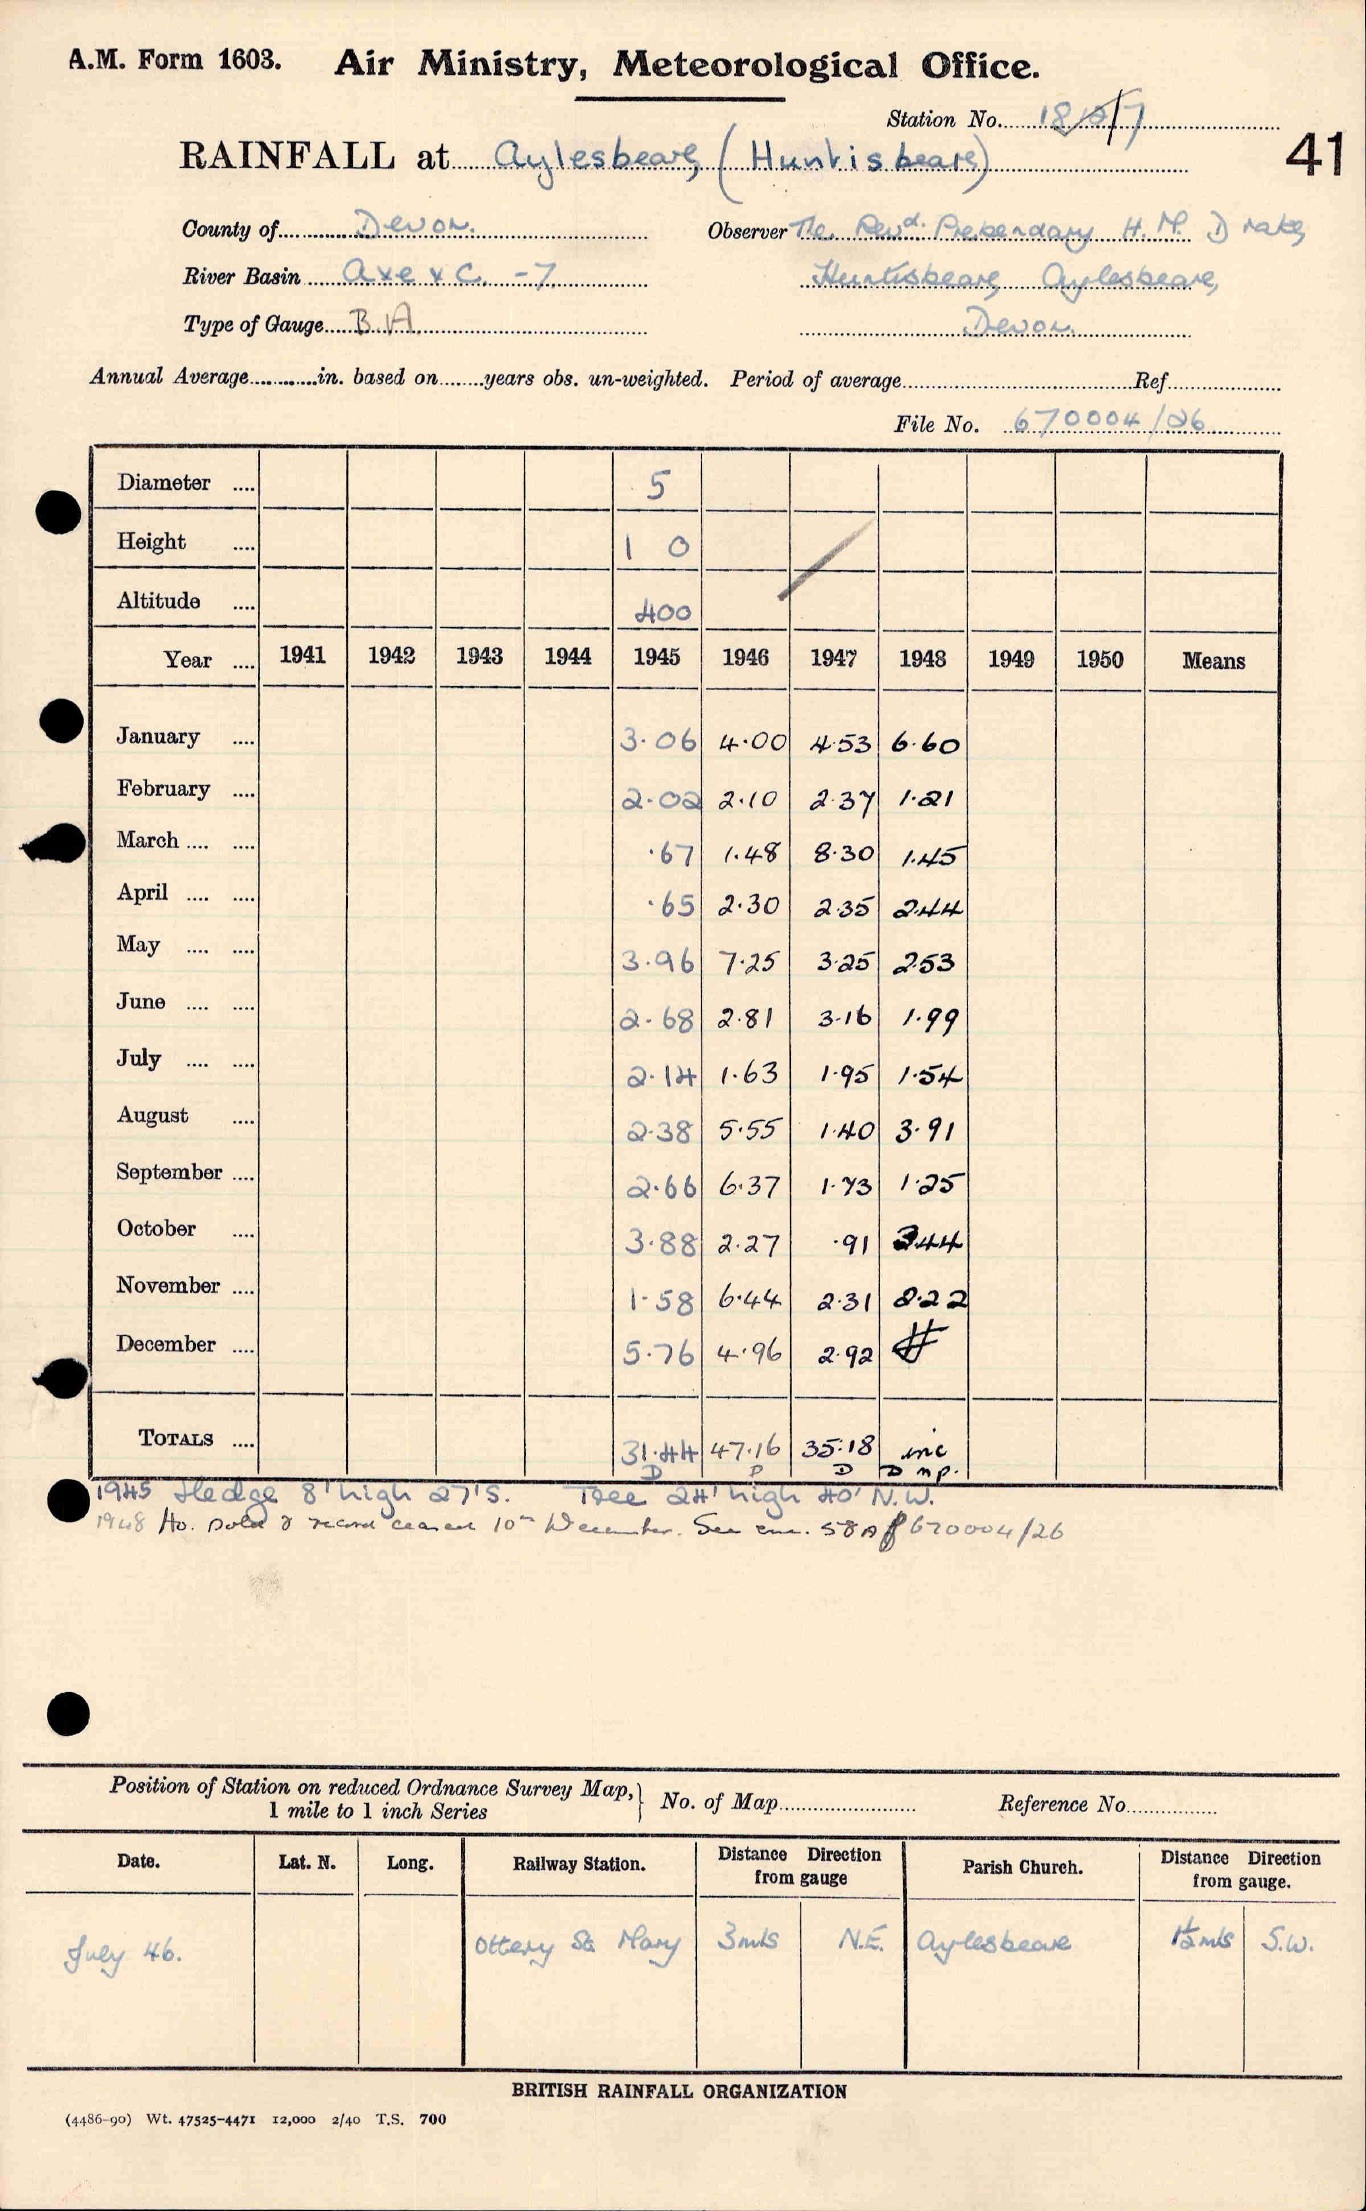 A.M. Form 1603. Air Ministry, Meteorological Office.
Station No. 18
RAINFALL at Aylesbeare, (Huntisbeare)
41
County of Devon. Observer The Revd. Prebendary H. M. Drake,
River Basin Axe &c. -7. Huntisbeare, Aylesbeare,
Type of Gauge B.A Devon.
Annual Average in. based on years obs. un-weighted. Period of average Ref
File No. 670004/26
Diameter 5
Height 1 0
Altitude 400
Year 1941 1942 1943 1944 1945 1946 1947 1948 1949 1950 Means
January 3.06 4.00 4.53 6.60
February 2.02 2.10 2.37 1.21
March .67 1.48 8.30 1.45
April .65 2.30 2.35 2.44
May 3.96 7.25 3.25 2.53
June 2.68 2.81 3.16 1.99
July 2.14 1.63 1.95 1.54
August 2.38 5.55 1.40 3.91
September 2.66 6.37 1.73 1.25
October 3.88 2.27 .91 3.44
November 1.58 6.44 2.31 2.22
December 5.76 4.96 2.92 #
TOTALS 31.44 47.16 35.18 inc
D D D D np.
1945 Hedge 8' high 27' S. Tree 24' high 40' N.W.
1948 Ho. sold & record ceased 10th December. See enc. 58A of 670004/26
Position of Station on reduced Ordnance Survey Map, 1 mile to 1 inch Series } No. of Map Reference No.
Date. Lat. N. Long. Railway Station. Distance Direction from gauge Parish Church. Distance Direction from gauge.
July 46. Ottery St Mary 3 mls N.E. Aylesbeare 1½ mls S.W.
BRITISH RAINFALL ORGANIZATION
(4486-90) Wt. 47525-4471 12,000 2/40 T.S. 700